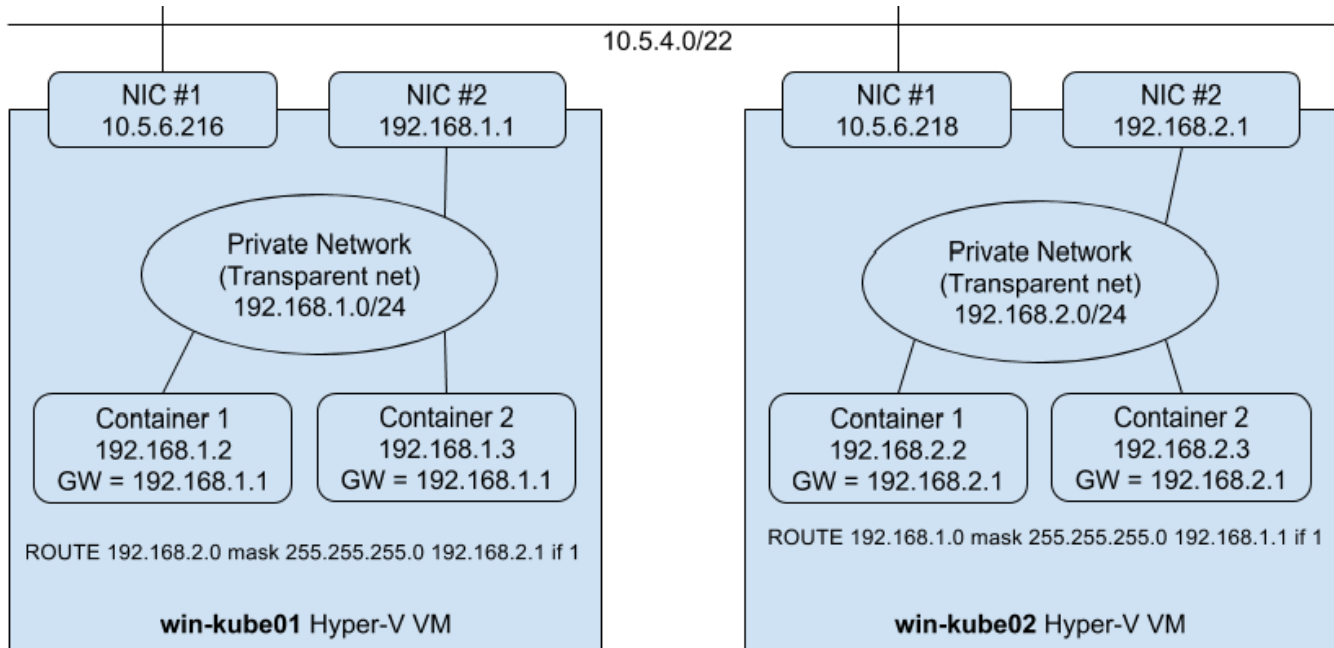 10.5.4.0/22
NIC #1
10.5.6.216
NIC #2
192.168.1.1
Private Network
(Transparent net)
192.168.1.0/24
Container 1
192.168.1.2
GW = 192.168.1.1
Container 2
192.168.1.3
GW = 192.168.1.1
ROUTE 192.168.2.0 mask 255.255.255.0 192.168.2.1 if 1
win-kube01 Hyper-V VM
NIC #1
10.5.6.218
NIC #2
192.168.2.1
Private Network
(Transparent net)
192.168.2.0/24
Container 1
192.168.2.2
GW = 192.168.2.1
Container 2
192.168.2.3
GW = 192.168.2.1
ROUTE 192.168.1.0 mask 255.255.255.0 192.168.1.1 if 1
win-kube02 Hyper-V VM